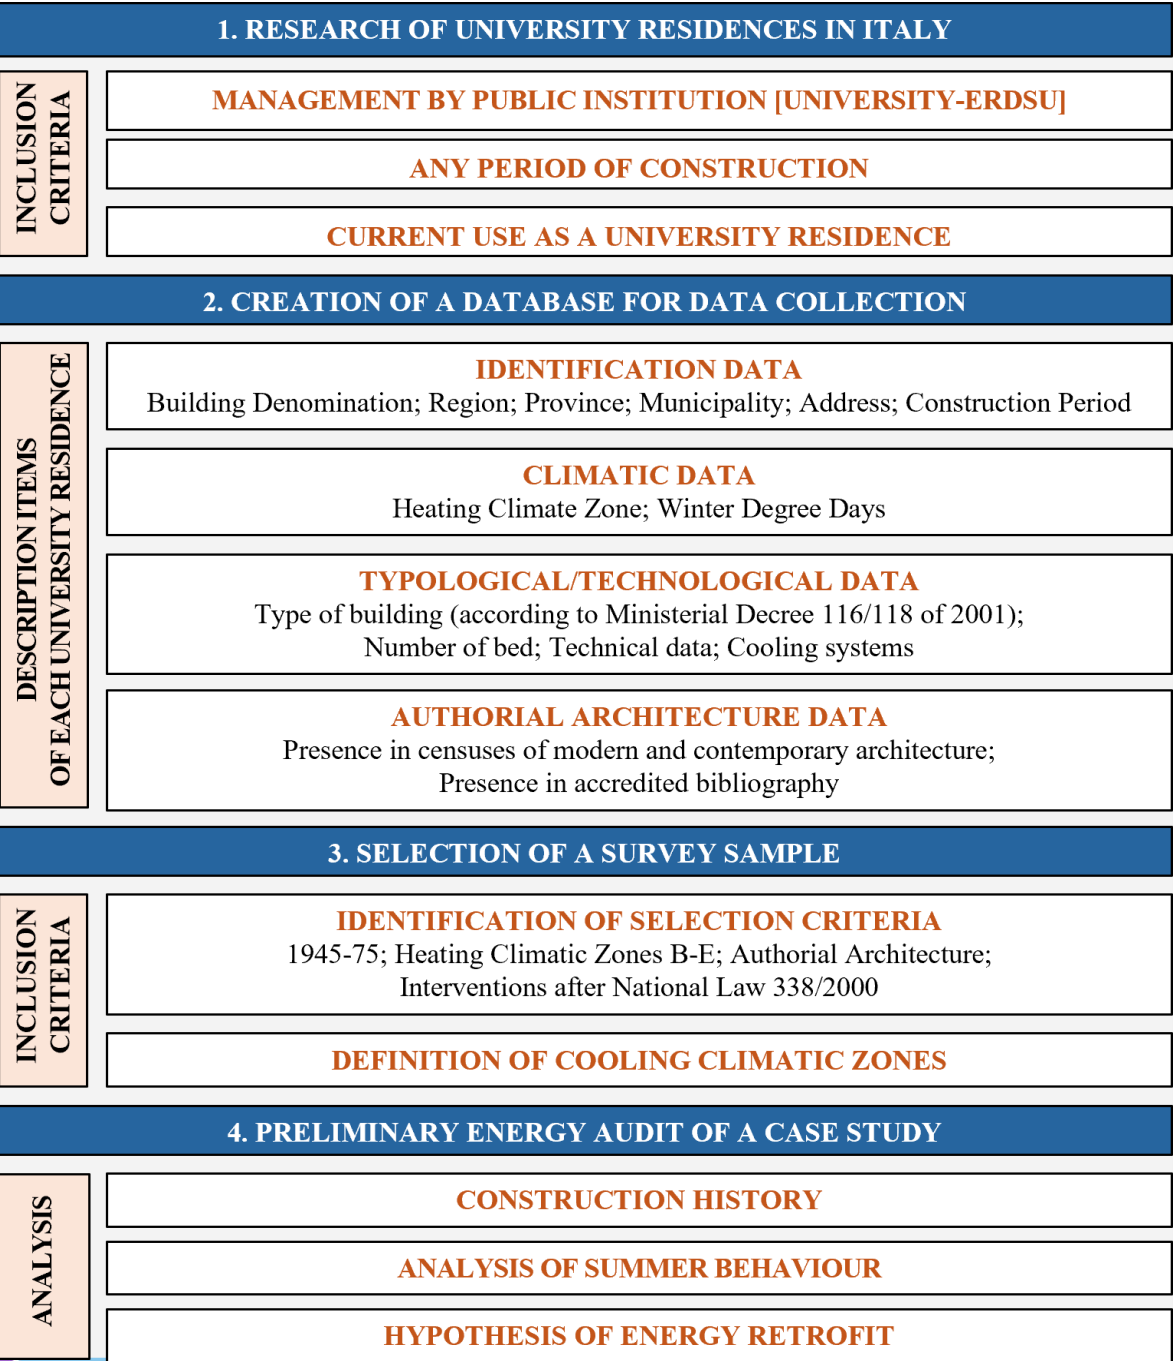 1. RESEARCH OF UNIVERSITY RESIDENCES IN ITALY
INCLUSION
CRITERIA
MANAGEMENT BY PUBLIC INSTITUTION [UNIVERSITY-ERDSU]
ANY PERIOD OF CONSTRUCTION
CURRENT USE AS A UNIVERSITY RESIDENCE
2. CREATION OF A DATABASE FOR DATA COLLECTION
DESCRIPTION ITEMS
OF EACH UNIVERSITY RESIDENCE
IDENTIFICATION DATA
Building Denomination; Region; Province; Municipality; Address; Construction Period
CLIMATIC DATA
Heating Climate Zone; Winter Degree Days
TYPOLOGICAL/TECHNOLOGICAL DATA
Type of building (according to Ministerial Decree 116/118 of 2001);
Number of bed; Technical data; Cooling systems
AUTHORIAL ARCHITECTURE DATA
Presence in censuses of modern and contemporary architecture;
Presence in accredited bibliography
3. SELECTION OF A SURVEY SAMPLE
INCLUSION
CRITERIA
IDENTIFICATION OF SELECTION CRITERIA
1945-75; Heating Climatic Zones B-E; Authorial Architecture;
Interventions after National Law 338/2000
DEFINITION OF COOLING CLIMATIC ZONES
4. PRELIMINARY ENERGY AUDIT OF A CASE STUDY
ANALYSIS
CONSTRUCTION HISTORY
ANALYSIS OF SUMMER BEHAVIOUR
HYPOTHESIS OF ENERGY RETROFIT